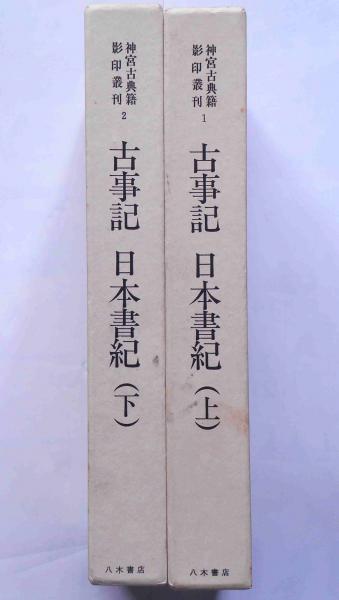 神宮古典籍
影印叢刊 1
古事記 日本書紀(上)
八木書店
神宮古典籍
影印叢刊 2
古事記 日本書紀(下)
八木書店